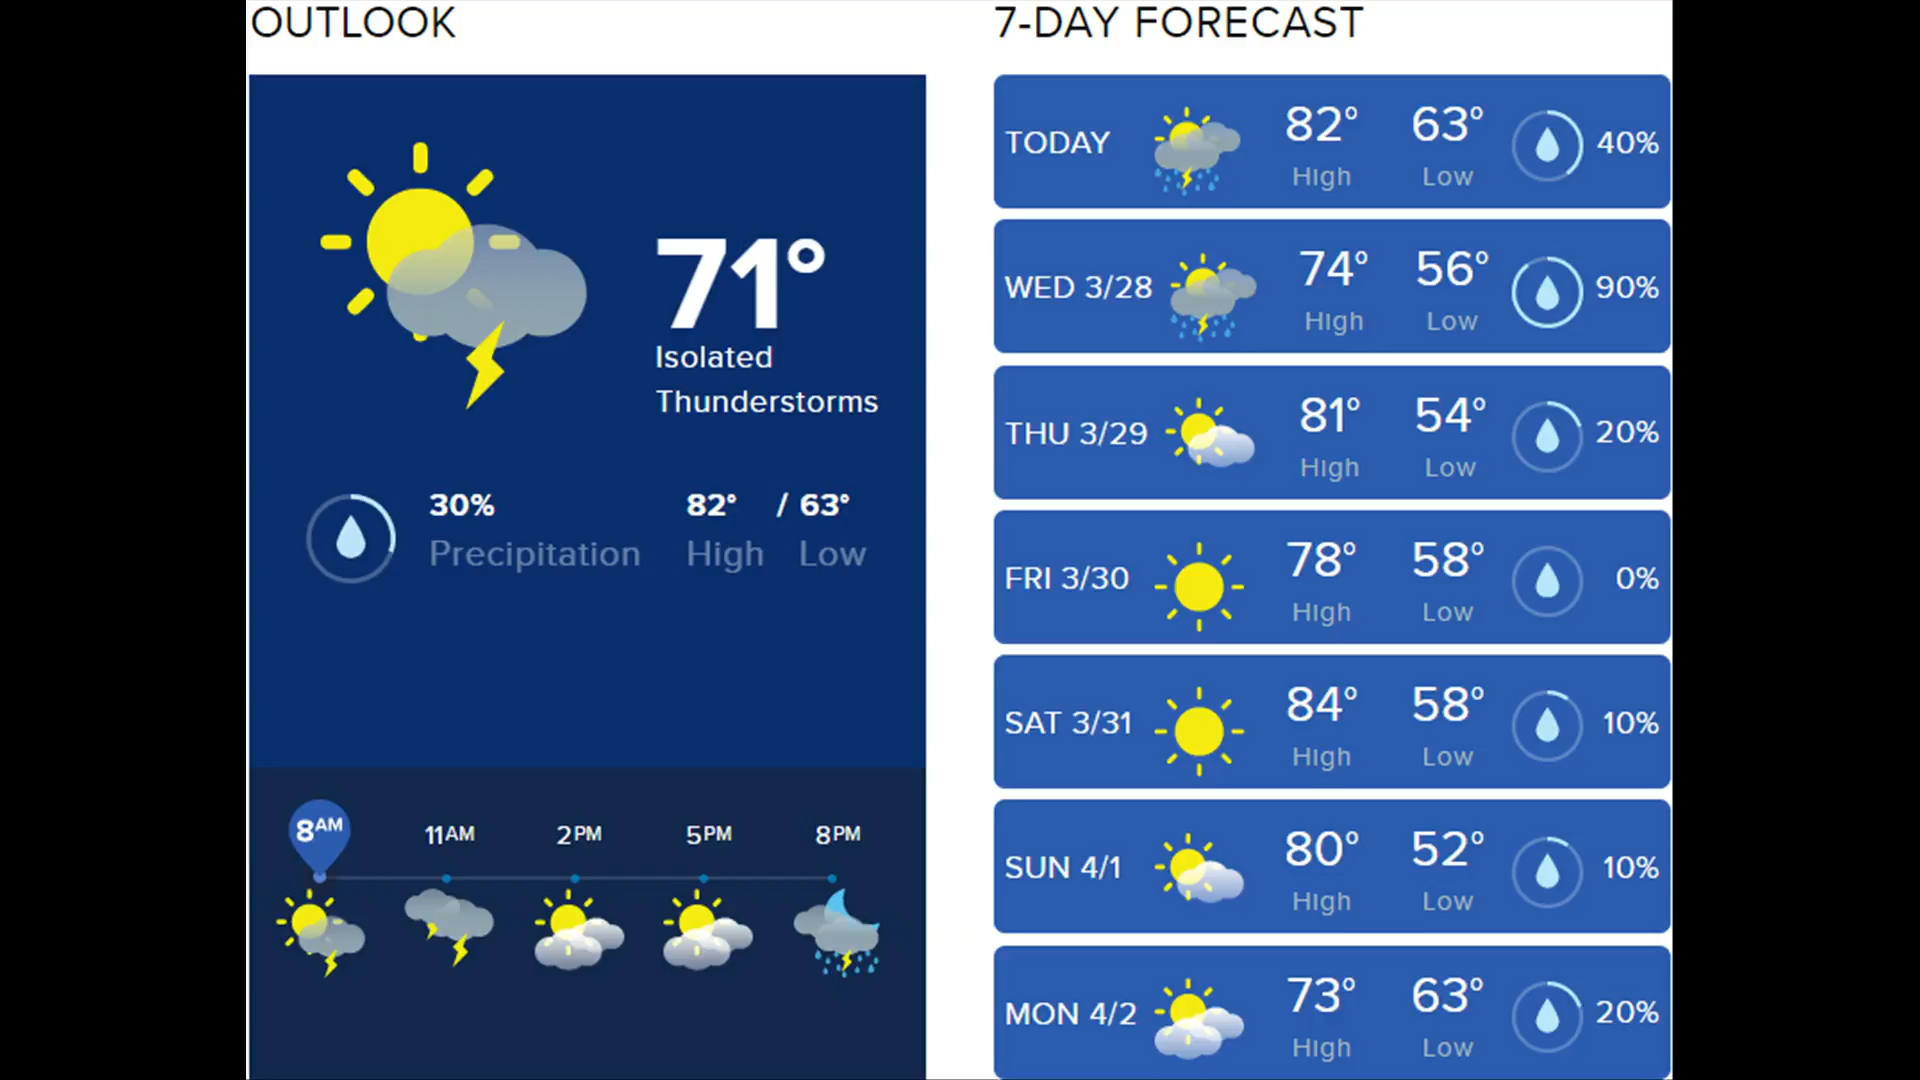 OUTLOOK
71°
Isolated
Thunderstorms
30%
Precipitation
82° / 63°
High Low
8AM 11AM 2PM 5PM 8PM
7-DAY FORECAST
TODAY 82° 63° 40%
High Low
WED 3/28 74° 56° 90%
High Low
THU 3/29 81° 54° 20%
High Low
FRI 3/30 78° 58° 0%
High Low
SAT 3/31 84° 58° 10%
High Low
SUN 4/1 80° 52° 10%
High Low
MON 4/2 73° 63° 20%
High Low